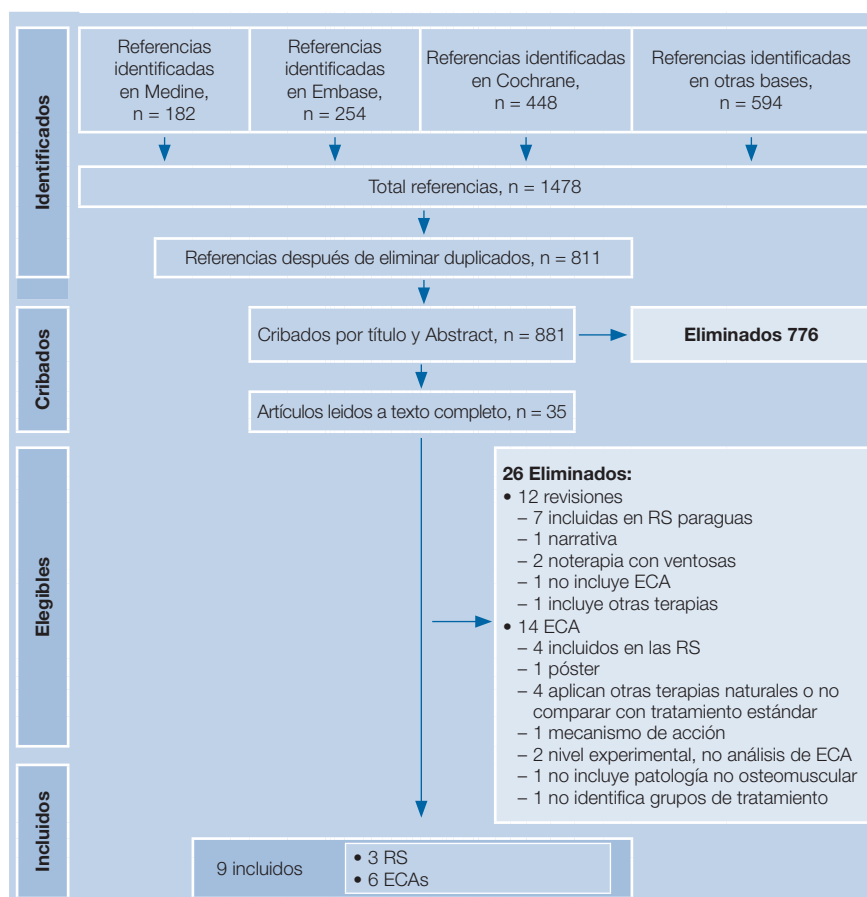 Identificados
Referencias
identificadas
en Medine,
n = 182
Referencias
identificadas
en Embase,
n = 254
Referencias identificadas
en Cochrane,
n = 448
Referencias identificadas
en otras bases,
n = 594
Total referencias, n = 1478
Referencias después de eliminar duplicados, n = 811
Cribados
Cribados por título y Abstract, n = 881
Eliminados 776
Artículos leidos a texto completo, n = 35
Elegibles
26 Eliminados:
• 12 revisiones
– 7 incluidas en RS paraguas
– 1 narrativa
– 2 noterapia con ventosas
– 1 no incluye ECA
– 1 incluye otras terapias
• 14 ECA
– 4 incluidos en las RS
– 1 póster
– 4 aplican otras terapias naturales o no
comparar con tratamiento estándar
– 1 mecanismo de acción
– 2 nivel experimental, no análisis de ECA
– 1 no incluye patología no osteomuscular
– 1 no identifica grupos de tratamiento
Incluidos
9 incluidos
• 3 RS
• 6 ECAs